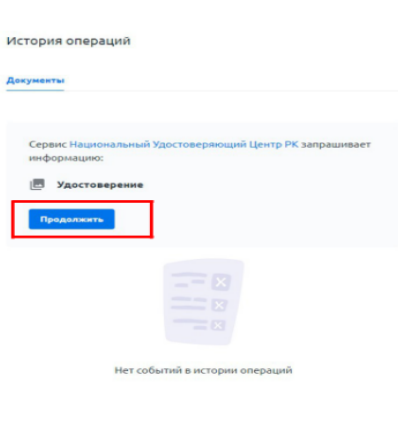 История операций
Документы
Сервис Национальный Удостоверяющий Центр РК запрашивает
информацию:
Удостоверение
Продолжить
Нет событий в истории операций